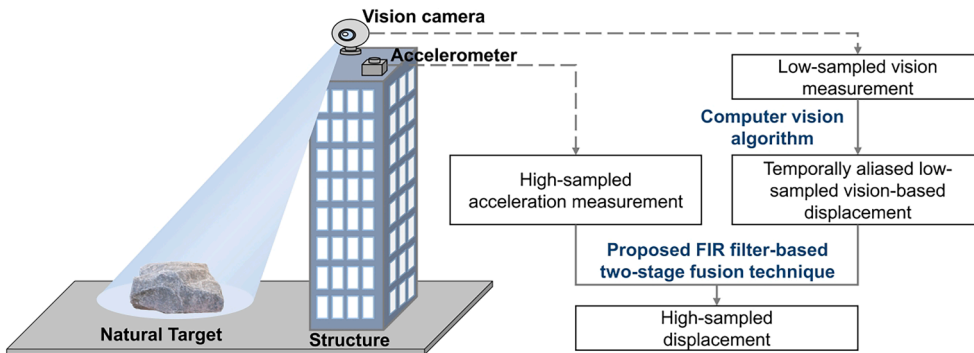 Vision camera
Accelerometer
Low-sampled vision
measurement
Computer vision
algorithm
High-sampled
acceleration measurement
Temporally aliased low-
sampled vision-based
displacement
Proposed FIR filter-based
two-stage fusion technique
High-sampled
displacement
Natural Target
Structure